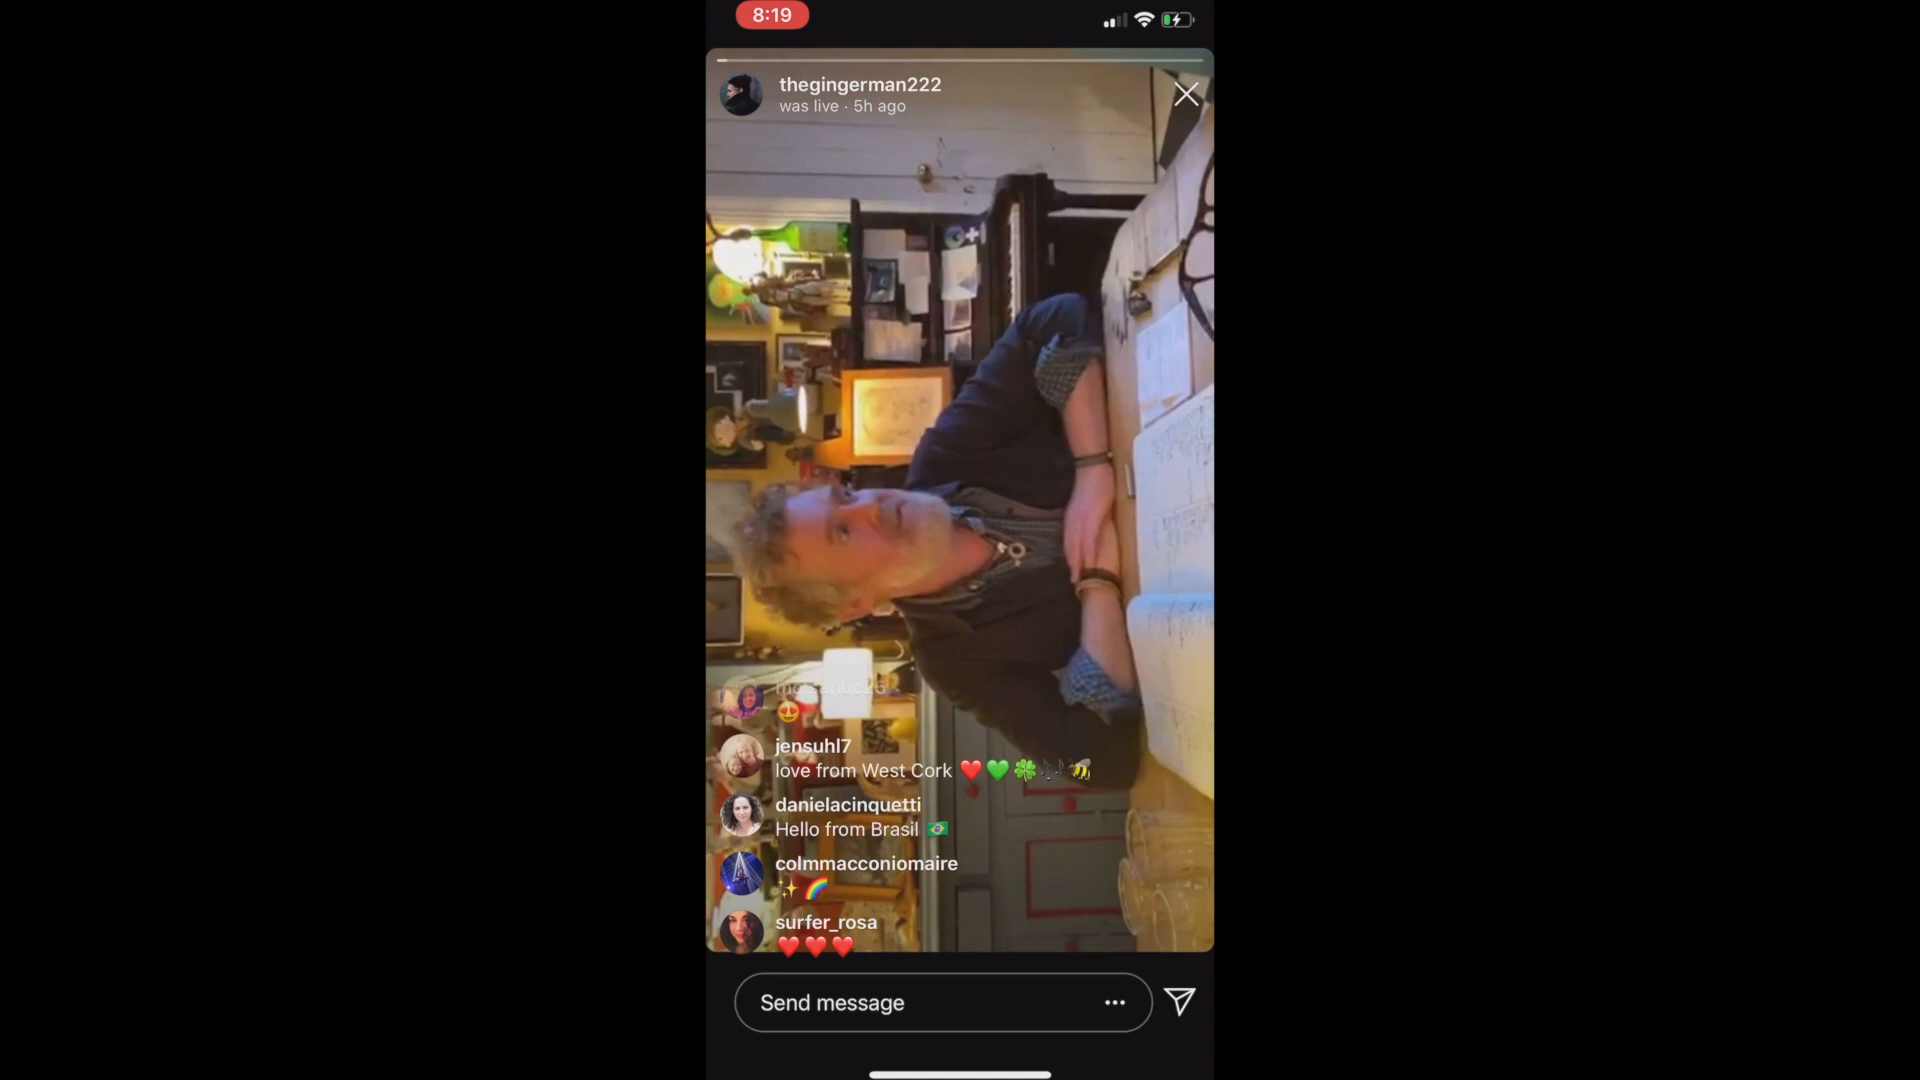 8:19
thegingerman222
was live · 5h ago
jensuhl7
love from West Cork ❤️💚🍀🎶🐝
danielacinquetti
Hello from Brasil 🇧🇷
colmmacconiomaire
✨🌈
surfer_rosa
❤️❤️❤️
Send message